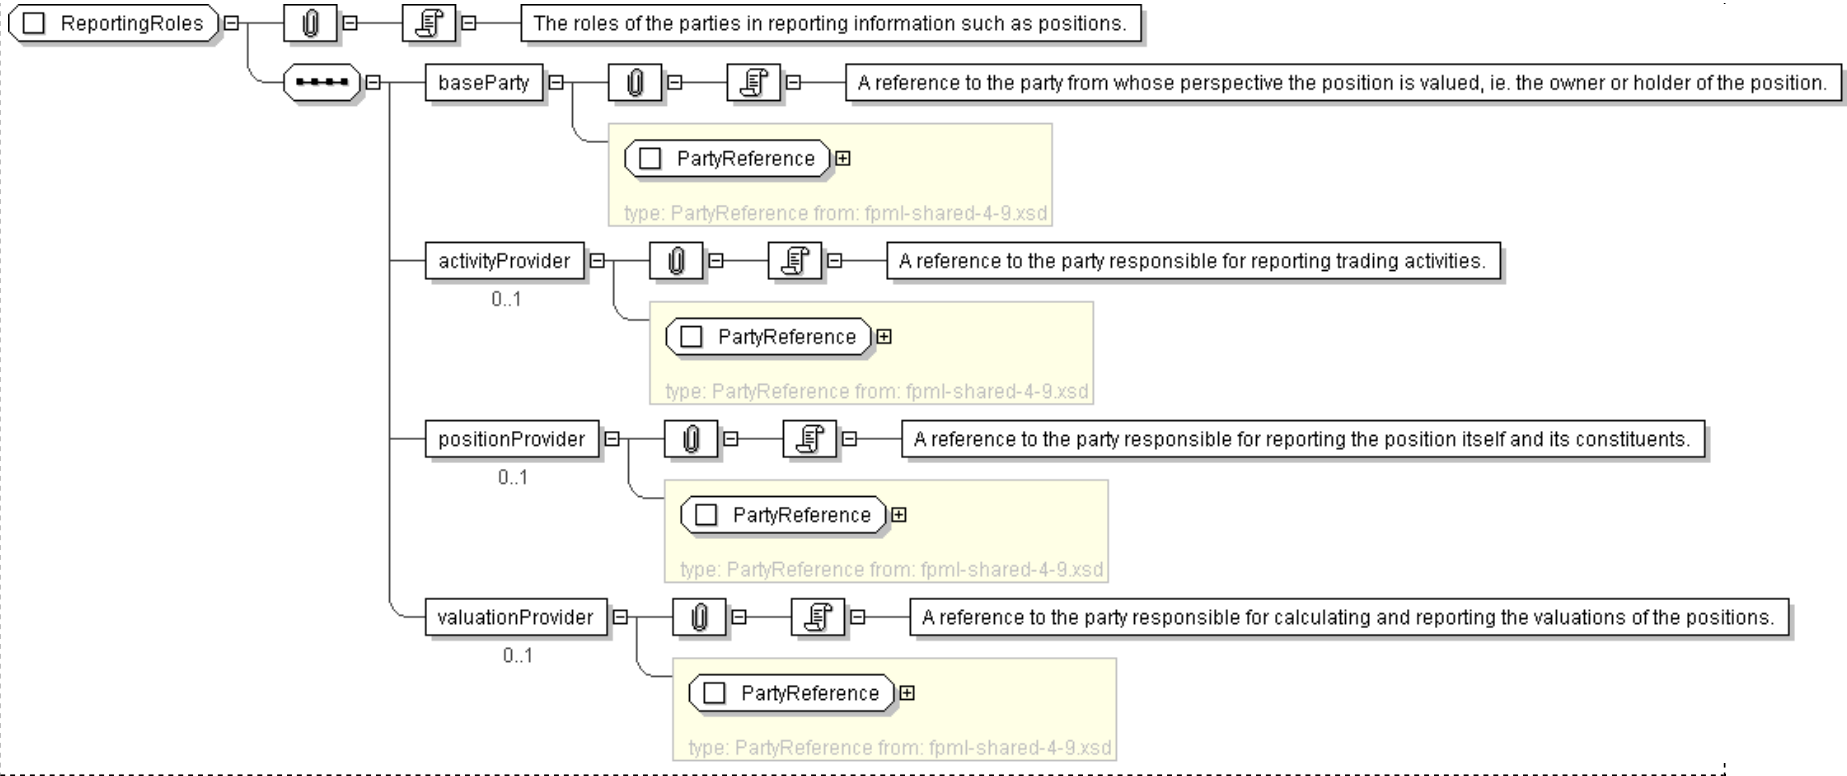 ReportingRoles
The roles of the parties in reporting information such as positions.
baseParty
A reference to the party from whose perspective the position is valued, ie. the owner or holder of the position.
PartyReference
type: PartyReference from: fpml-shared-4-9.xsd
activityProvider
A reference to the party responsible for reporting trading activities.
0..1
PartyReference
type: PartyReference from: fpml-shared-4-9.xsd
positionProvider
A reference to the party responsible for reporting the position itself and its constituents.
0..1
PartyReference
type: PartyReference from: fpml-shared-4-9.xsd
valuationProvider
A reference to the party responsible for calculating and reporting the valuations of the positions.
0..1
PartyReference
type: PartyReference from: fpml-shared-4-9.xsd